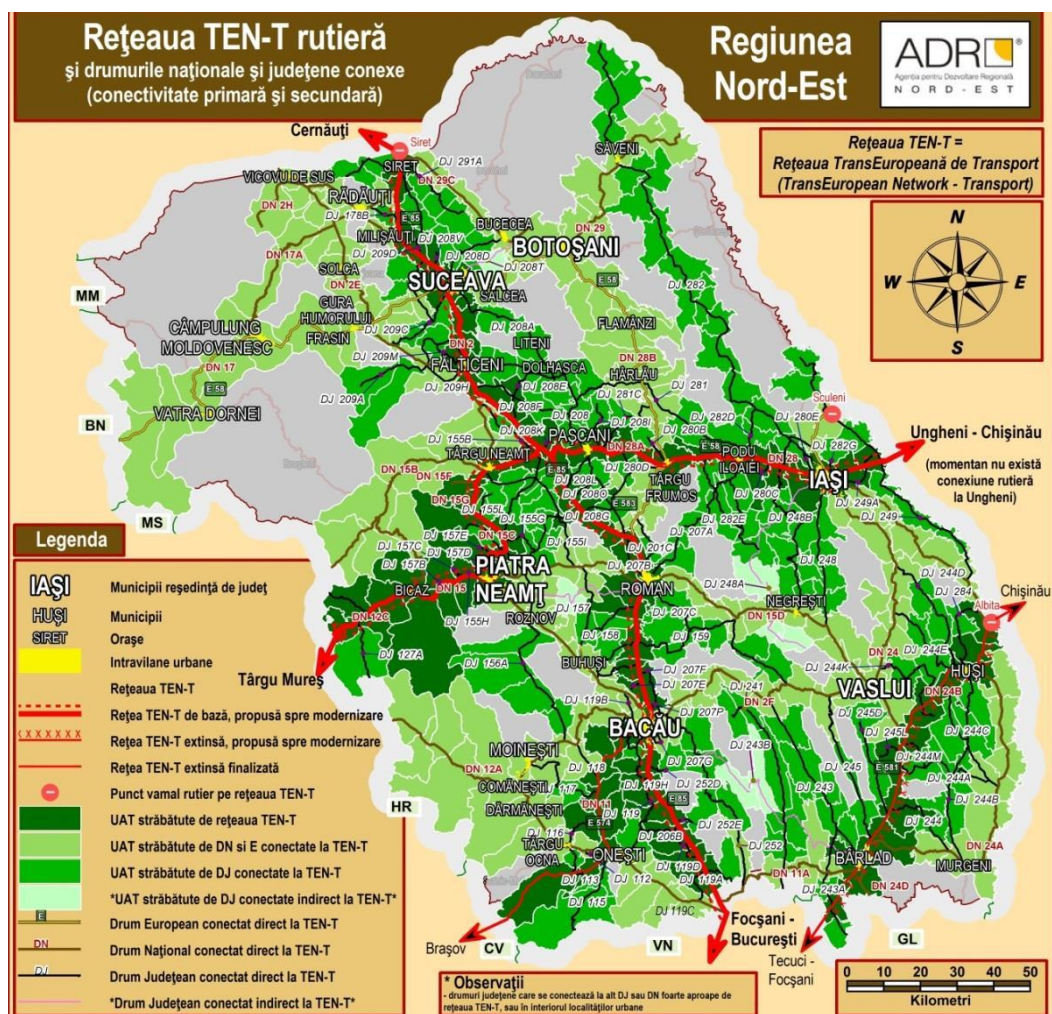 Reţeaua TEN-T rutieră
şi drumurile naţionale şi judeţene conexe
(conectivitate primară şi secundară)
Regiunea
Nord-Est
ADR
Agenţia pentru Dezvoltare Regională
NORD-EST
Reţeaua TEN-T =
Reţeaua TransEuropeană de Transport
(TransEuropean Network - Transport)
N
W
E
S
Cernăuţi
Siret
SIRET
DJ 291A
DN 29C
VICOVU DE SUS
RĂDĂUŢI
DN 2H
DJ 178B
E 85
MILIŞĂUŢI
DJ 208V
DJ 209D
DJ 208D
BUCECEA
BOTOŞANI
DJ 208T
DN 29
SĂVENI
DN 17A
SOLCA
DN 2E
SUCEAVA
SALCEA
E 58
DJ 282
MM
GURA
HUMORULUI
FRASIN
CÂMPULUNG
MOLDOVENESC
DJ 209C
DN 2
DJ 208A
LITENI
FLAMÂNZI
DJ 209M
FĂLTICENI
DOLHASCA
DN 28B
HÂRLĂU
DN 17
E 58
VATRA DORNEI
DJ 209A
DJ 209H
DJ 208E
DJ 281C
DJ 281
BN
DJ 208F
DJ 208
DJ 208I
DJ 282D
DJ 280B
Sculeni
DJ 280E
DJ 208K
PAŞCANI
DJ 155B
TÂRGU NEAMŢ
DN 28A
E 58
DN 28
DJ 282G
Ungheni - Chişinău
(momentan nu există
conexiune rutieră
la Ungheni)
DN 15B
DN 15F
E 85
DJ 208L
DJ 280D
TÂRGU
FRUMOS
PODU
ILOAIEI
IAŞI
DN 15G
DJ 208O
DJ 280C
DJ 249A
DJ 249
MS
DJ 155L
DJ 155G
DJ 208G
E 583
DJ 282E
DJ 248B
DJ 207A
DJ 157E
DN 15C
DJ 155I
DJ 201C
DJ 248
DJ 157C
DJ 157D
DJ 157B
PIATRA
NEAMŢ
DJ 207B
DJ 244D
DJ 284
BICAZ
DN 15
ROMAN
DJ 248A
NEGREŞTI
Albita
Chişinău
DN 12C
ROZNOV
DJ 157
DJ 207C
DN 15D
DJ 155H
DJ 158
DJ 159
DN 24
DJ 244E
Târgu Mureş
DJ 127A
DJ 156A
BUHUŞI
DJ 207F
DJ 244K
VASLUI
HUŞI
DJ 207E
DJ 241
DN 24B
DJ 119B
DJ 207P
DN 2F
DJ 245D
DJ 244C
BACĂU
DJ 245L
MOINEŞTI
DJ 207G
DJ 243B
DJ 244M
DN 12A
DJ 118
E 581
DJ 244A
COMĂNEŞTI
DJ 117
DJ 119H
DJ 252D
DJ 245
DJ 243
HR
DĂRMĂNEŞTI
DN 11
DJ 119
E 85
DJ 244B
DJ 116
E 574
DJ 206B
DJ 252E
DJ 244
TÂRGU
OCNA
ONEŞTI
DJ 252
BÂRLAD
DN 24A
MURGENI
DJ 113
DJ 112
DJ 119D
DJ 119A
DN 11A
DJ 243A
DN 24D
DJ 115
DJ 119C
Braşov
CV
VN
Focşani -
Bucureşti
Tecuci -
Focşani
GL
Legenda
IAŞI Municipii reşedinţă de judeţ
HUŞI Municipii
SIRET Oraşe
Intravilane urbane
Reţeaua TEN-T
Reţea TEN-T de bază, propusă spre modernizare
Reţea TEN-T extinsă, propusă spre modernizare
Reţea TEN-T extinsă finalizată
Punct vamal rutier pe reţeaua TEN-T
UAT străbătute de reţeaua TEN-T
UAT străbătute de DN si E conectate la TEN-T
UAT străbătute de DJ conectate la TEN-T
*UAT străbătute de DJ conectate indirect la TEN-T*
E Drum European conectat direct la TEN-T
DN Drum Naţional conectat direct la TEN-T
DJ Drum Judeţean conectat direct la TEN-T
*Drum Judeţean conectat indirect la TEN-T*
* Observaţii
- drumuri judeţene care se conectează la alt DJ sau DN foarte aproape de
reţeaua TEN-T, sau în interiorul localităţilor urbane
0 10 20 30 40 50
Kilometri